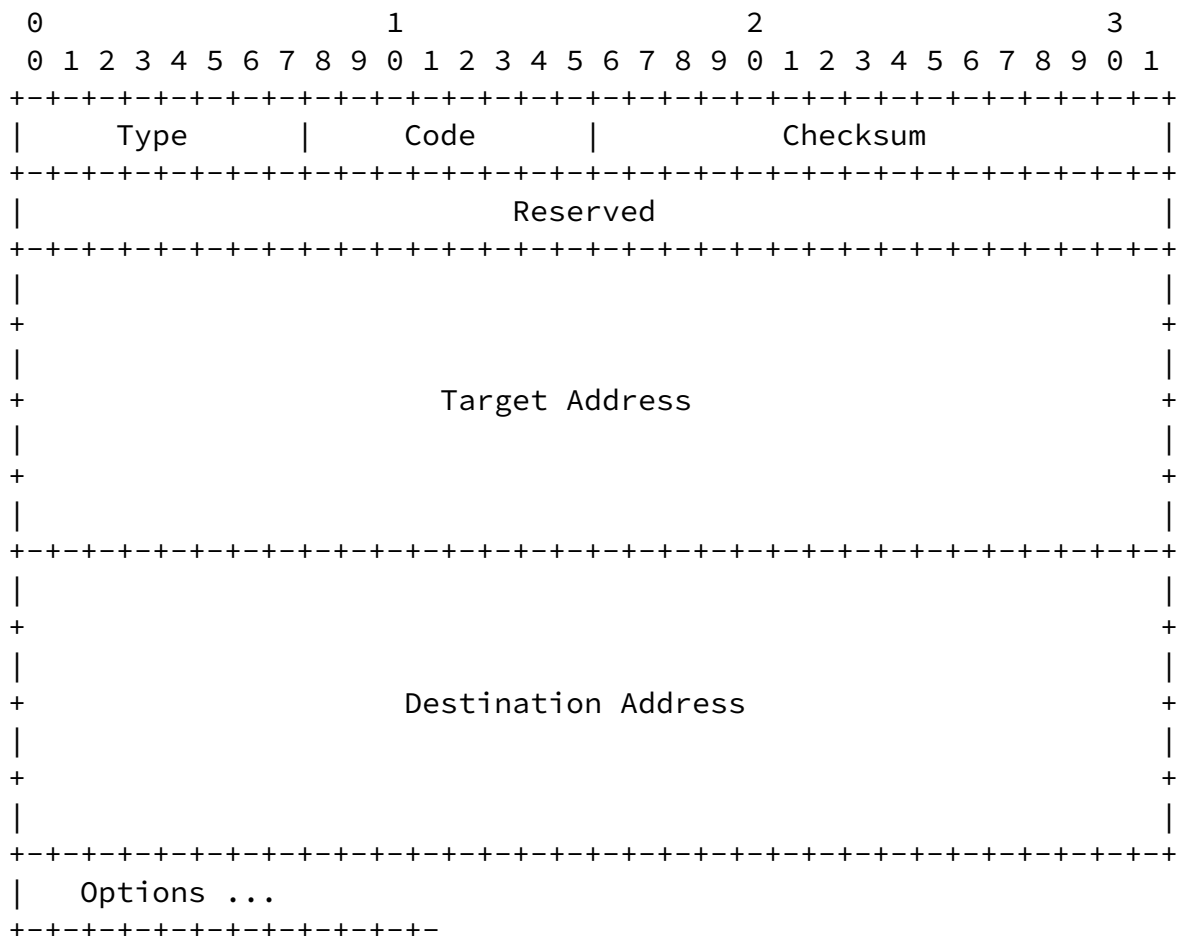 0                   1                   2                   3
0 1 2 3 4 5 6 7 8 9 0 1 2 3 4 5 6 7 8 9 0 1 2 3 4 5 6 7 8 9 0 1
+-+-+-+-+-+-+-+-+-+-+-+-+-+-+-+-+-+-+-+-+-+-+-+-+-+-+-+-+-+-+-+-+
|     Type      |     Code      |          Checksum             |
+-+-+-+-+-+-+-+-+-+-+-+-+-+-+-+-+-+-+-+-+-+-+-+-+-+-+-+-+-+-+-+-+
|                           Reserved                            |
+-+-+-+-+-+-+-+-+-+-+-+-+-+-+-+-+-+-+-+-+-+-+-+-+-+-+-+-+-+-+-+-+
|                                                               |
+                                                               +
|                                                               |
+                       Target Address                          +
|                                                               |
+                                                               +
|                                                               |
+-+-+-+-+-+-+-+-+-+-+-+-+-+-+-+-+-+-+-+-+-+-+-+-+-+-+-+-+-+-+-+-+
|                                                               |
+                                                               +
|                                                               |
+                     Destination Address                       +
|                                                               |
+                                                               +
|                                                               |
+-+-+-+-+-+-+-+-+-+-+-+-+-+-+-+-+-+-+-+-+-+-+-+-+-+-+-+-+-+-+-+-+
|   Options ...
+-+-+-+-+-+-+-+-+-+-+-+-